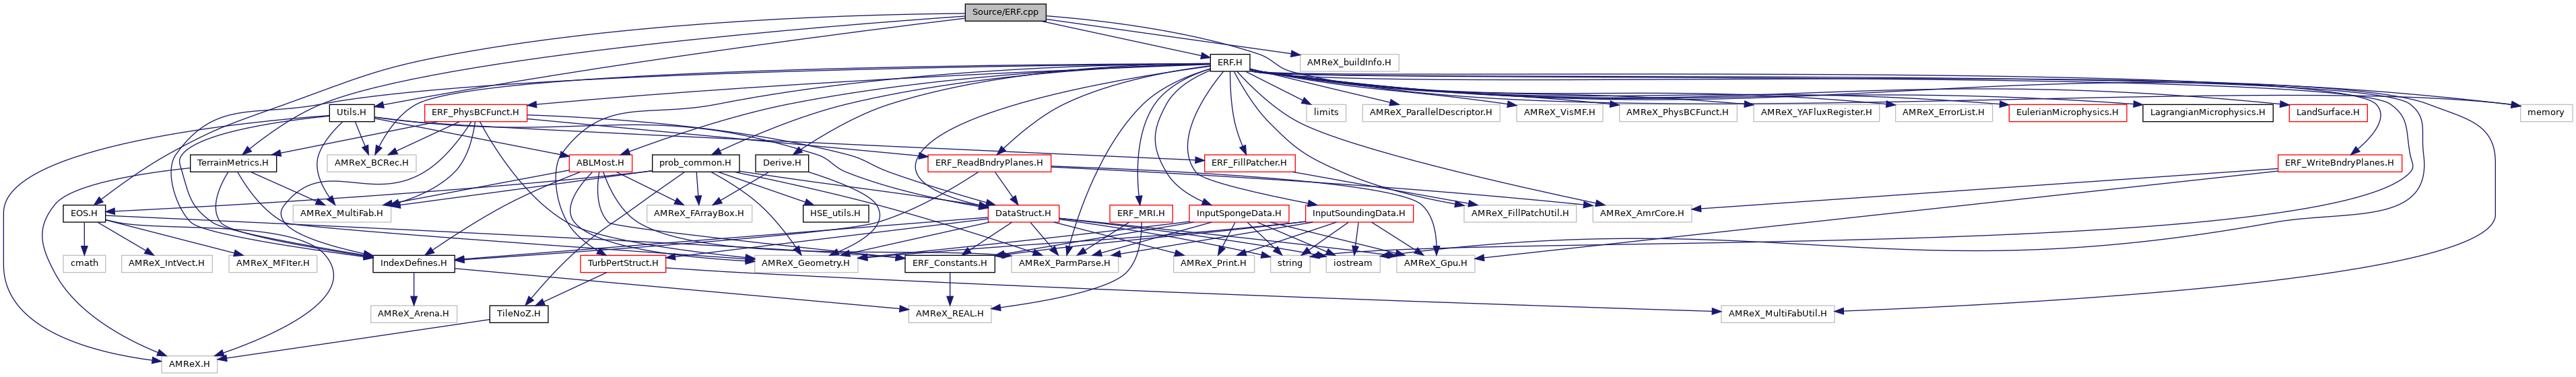 Source/ERF.cpp
ERF.H
AMReX_buildInfo.H
Utils.H
ERF_PhysBCFunct.H
limits
AMReX_ParallelDescriptor.H
AMReX_VisMF.H
AMReX_PhysBCFunct.H
AMReX_YAFluxRegister.H
AMReX_ErrorList.H
EulerianMicrophysics.H
LagrangianMicrophysics.H
LandSurface.H
memory
TerrainMetrics.H
AMReX_BCRec.H
ABLMost.H
prob_common.H
Derive.H
ERF_ReadBndryPlanes.H
ERF_FillPatcher.H
ERF_WriteBndryPlanes.H
EOS.H
AMReX_MultiFab.H
AMReX_FArrayBox.H
HSE_utils.H
DataStruct.H
ERF_MRI.H
InputSpongeData.H
InputSoundingData.H
AMReX_FillPatchUtil.H
AMReX_AmrCore.H
cmath
AMReX_IntVect.H
AMReX_MFIter.H
IndexDefines.H
TurbPertStruct.H
AMReX_Geometry.H
ERF_Constants.H
AMReX_ParmParse.H
AMReX_Print.H
string
iostream
AMReX_Gpu.H
AMReX_Arena.H
TileNoZ.H
AMReX_REAL.H
AMReX_MultiFabUtil.H
AMReX.H